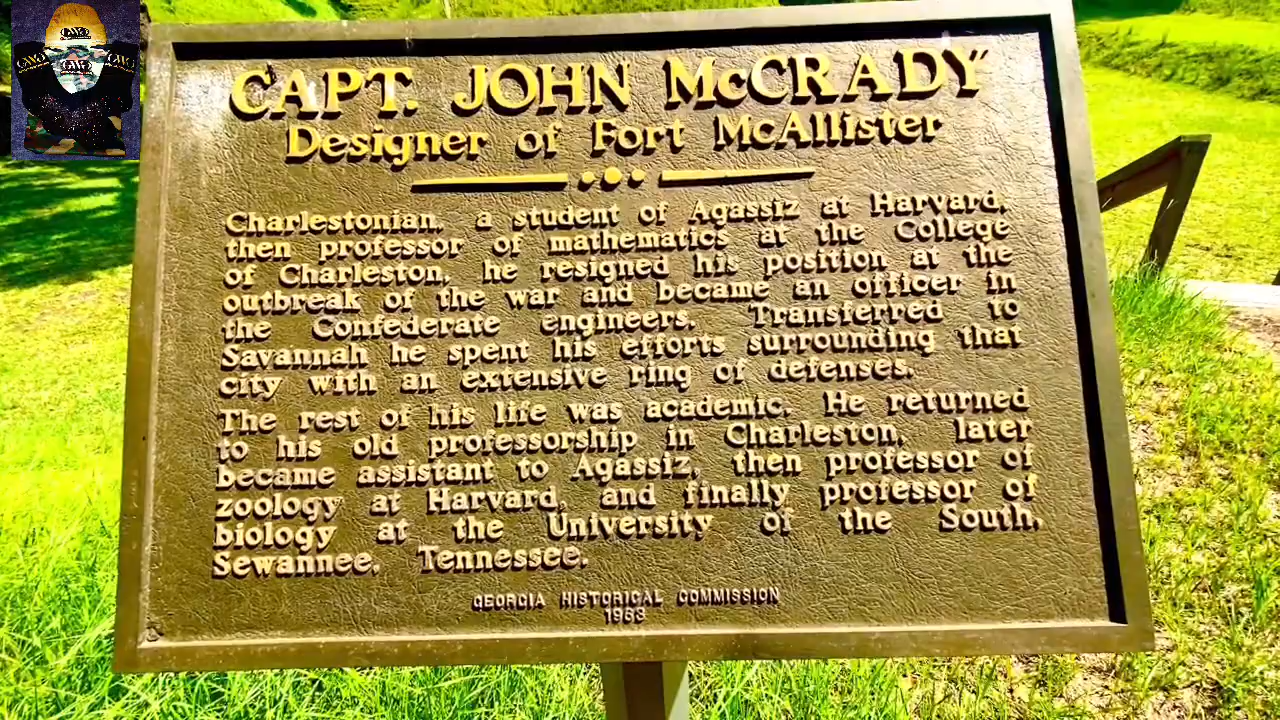 CAPT. JOHN McCRADY
Designer of Fort McAllister
Charlestonian, a student of Agassiz at Harvard,
then professor of mathematics at the College
of Charleston, he resigned his position at the
outbreak of the war and became an officer in
the Confederate engineers. Transferred to
Savannah he spent his efforts surrounding that
city with an extensive ring of defenses.
The rest of his life was academic. He returned
to his old professorship in Charleston, later
became assistant to Agassiz, then professor of
zoology at Harvard, and finally professor of
biology at the University of the South,
Sewannee, Tennessee.
GEORGIA HISTORICAL COMMISSION
1963